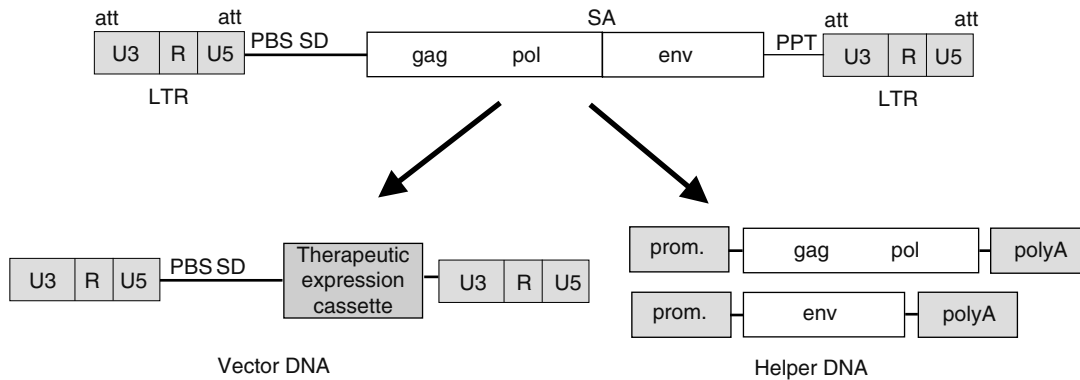 att att SA att att
U3 R U5 PBS SD gag pol env PPT U3 R U5
LTR LTR
U3 R U5 PBS SD Therapeutic expression cassette U3 R U5
Vector DNA
prom. gag pol polyA
prom. env polyA
Helper DNA